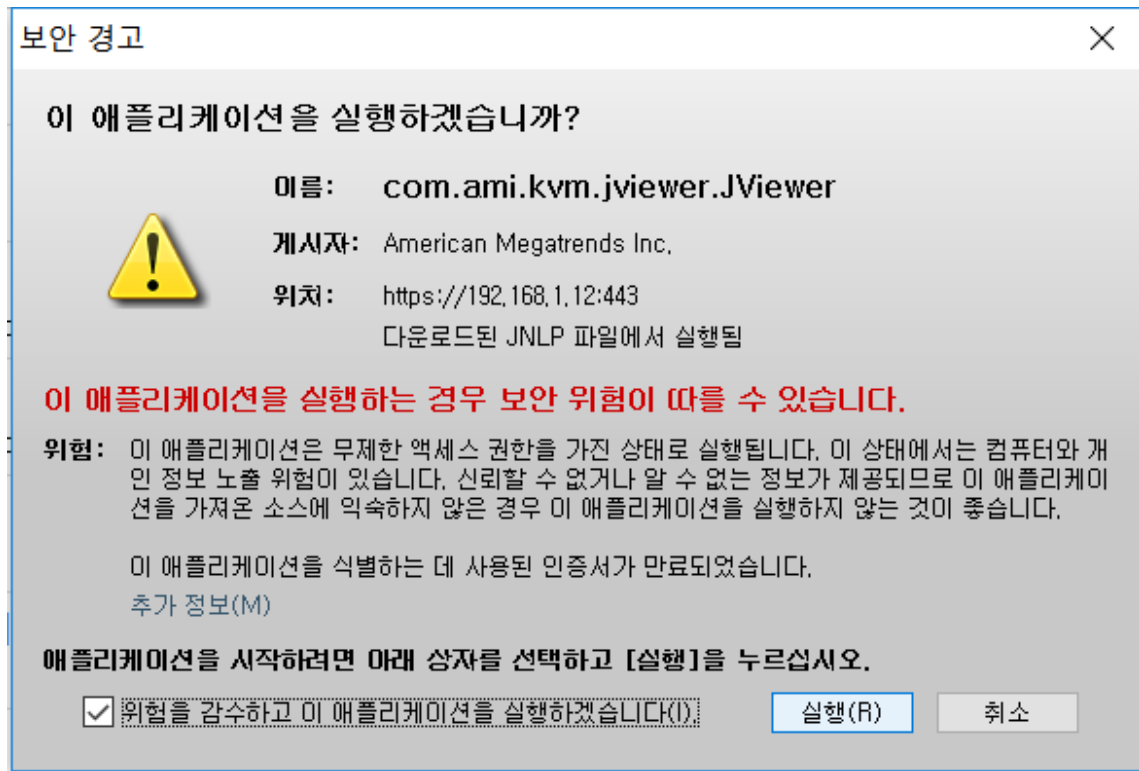 보안 경고
이 애플리케이션을 실행하겠습니까?
이름: com.ami.kvm.jviewer.JViewer
게시자: American Megatrends Inc.
위치: https://192.168.1.12:443
다운로드된 JNLP 파일에서 실행됨
이 애플리케이션을 실행하는 경우 보안 위험이 따를 수 있습니다.
위험: 이 애플리케이션은 무제한 액세스 권한을 가진 상태로 실행됩니다. 이 상태에서는 컴퓨터와 개
인 정보 노출 위험이 있습니다. 신뢰할 수 없거나 알 수 없는 정보가 제공되므로 이 애플리케이
션을 가져온 소스에 익숙하지 않은 경우 이 애플리케이션을 실행하지 않는 것이 좋습니다.
이 애플리케이션을 식별하는 데 사용된 인증서가 만료되었습니다.
추가 정보(M)
애플리케이션을 시작하려면 아래 상자를 선택하고 [실행]을 누르십시오.
위험을 감수하고 이 애플리케이션을 실행하겠습니다(I). 실행(R) 취소